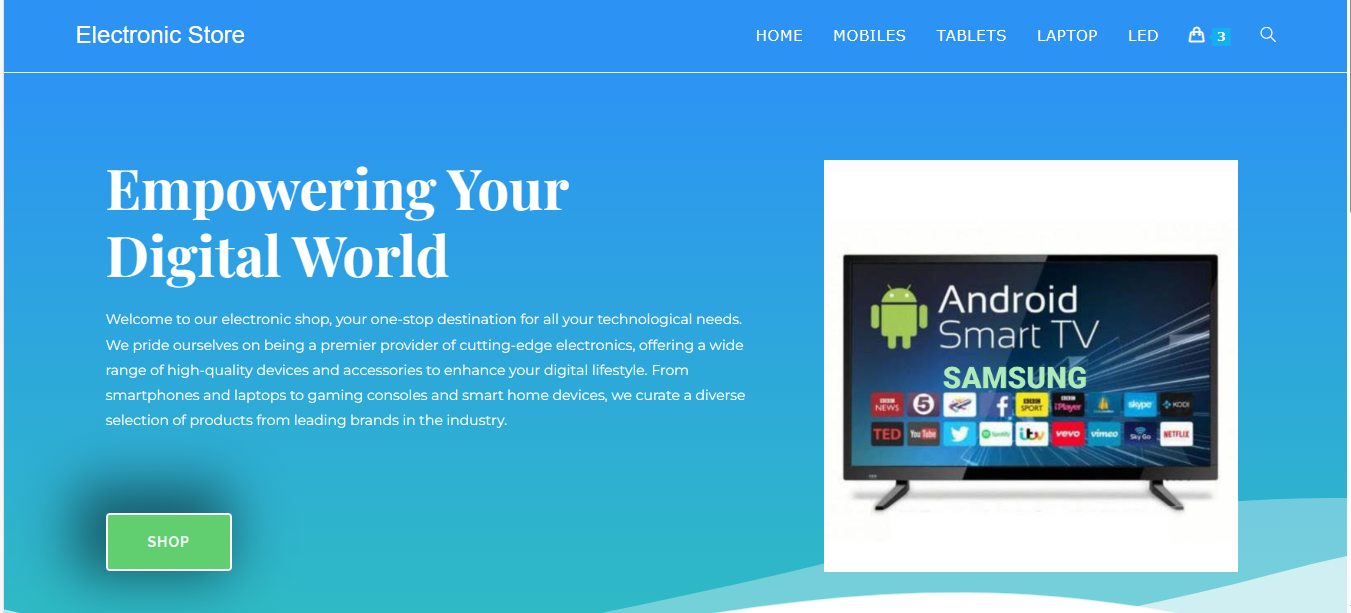 Electronic Store
HOME MOBILES TABLETS LAPTOP LED 3
Empowering Your
Digital World
Welcome to our electronic shop, your one-stop destination for all your technological needs.
We pride ourselves on being a premier provider of cutting-edge electronics, offering a wide
range of high-quality devices and accessories to enhance your digital lifestyle. From
smartphones and laptops to gaming consoles and smart home devices, we curate a diverse
selection of products from leading brands in the industry.
SHOP
Android
Smart TV
SAMSUNG
BBC NEWS 5 f BBC SPORT BBC iPlayer skype KODI
TED YouTube Spotify itv vevo vimeo Sky Go NETFLIX